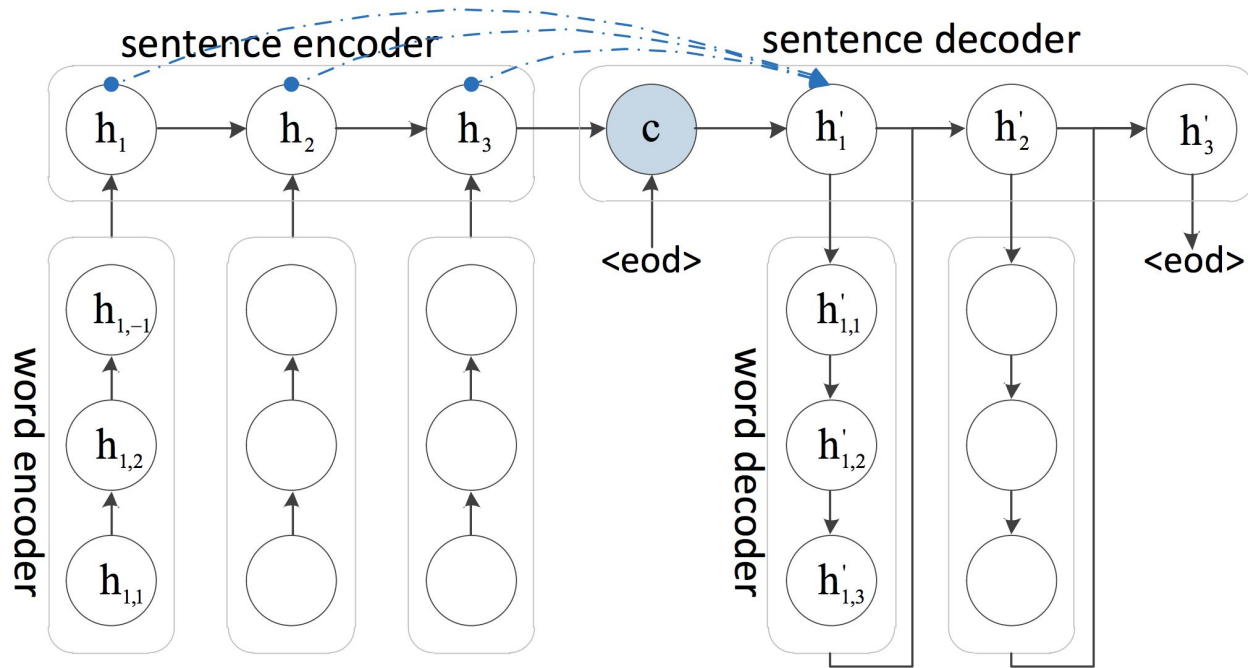 sentence encoder
sentence decoder
h₁
h₂
h₃
c
h'₁
h'₂
h'₃
<eod>
<eod>
word encoder
h₁,₋₁
h₁,₂
h₁,₁
word decoder
h'₁,₁
h'₁,₂
h'₁,₃